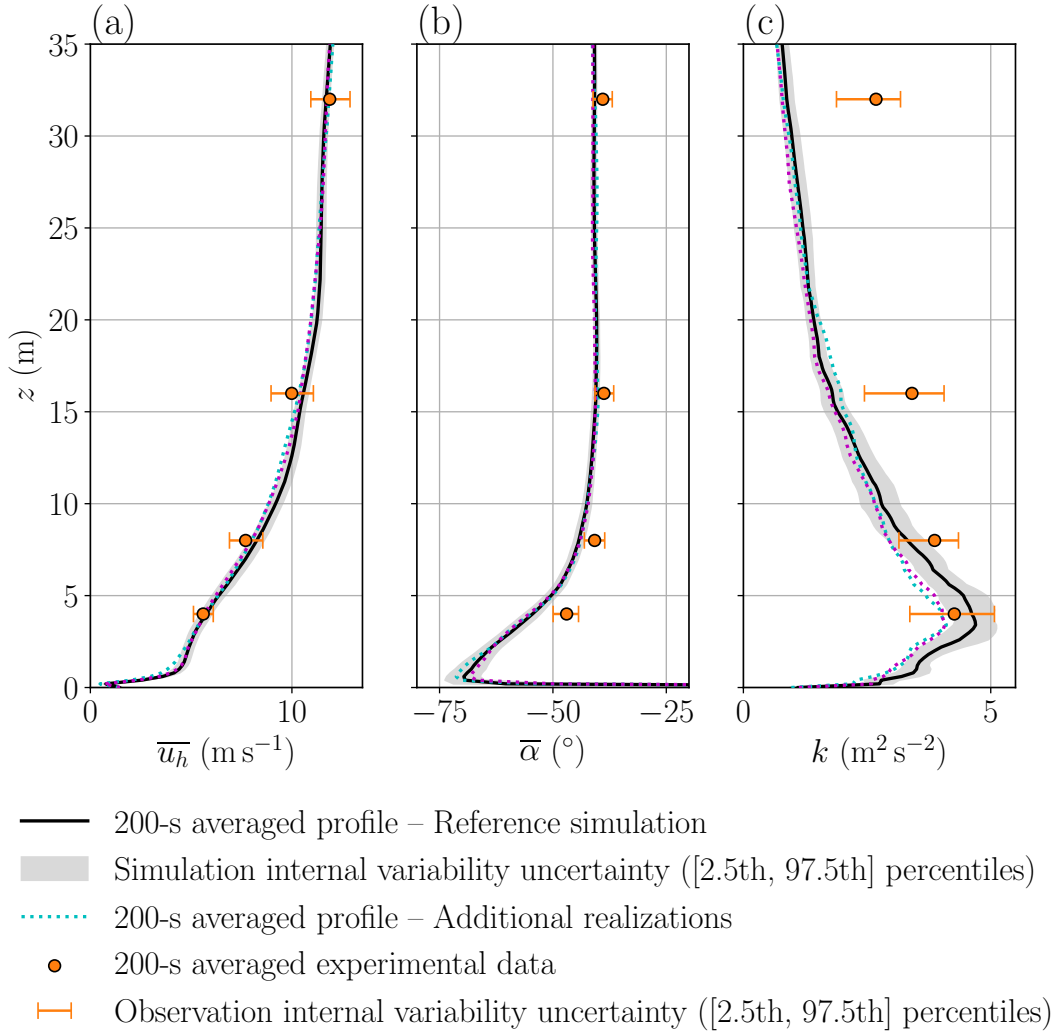 (a) (b) (c)
35
30
25
20
15
10
5
0
z (m)
0 10 −75 −50 −25 0 5
u_h (m s⁻¹) α (°) k (m² s⁻²)
200-s averaged profile – Reference simulation
Simulation internal variability uncertainty ([2.5th, 97.5th] percentiles)
200-s averaged profile – Additional realizations
200-s averaged experimental data
Observation internal variability uncertainty ([2.5th, 97.5th] percentiles)